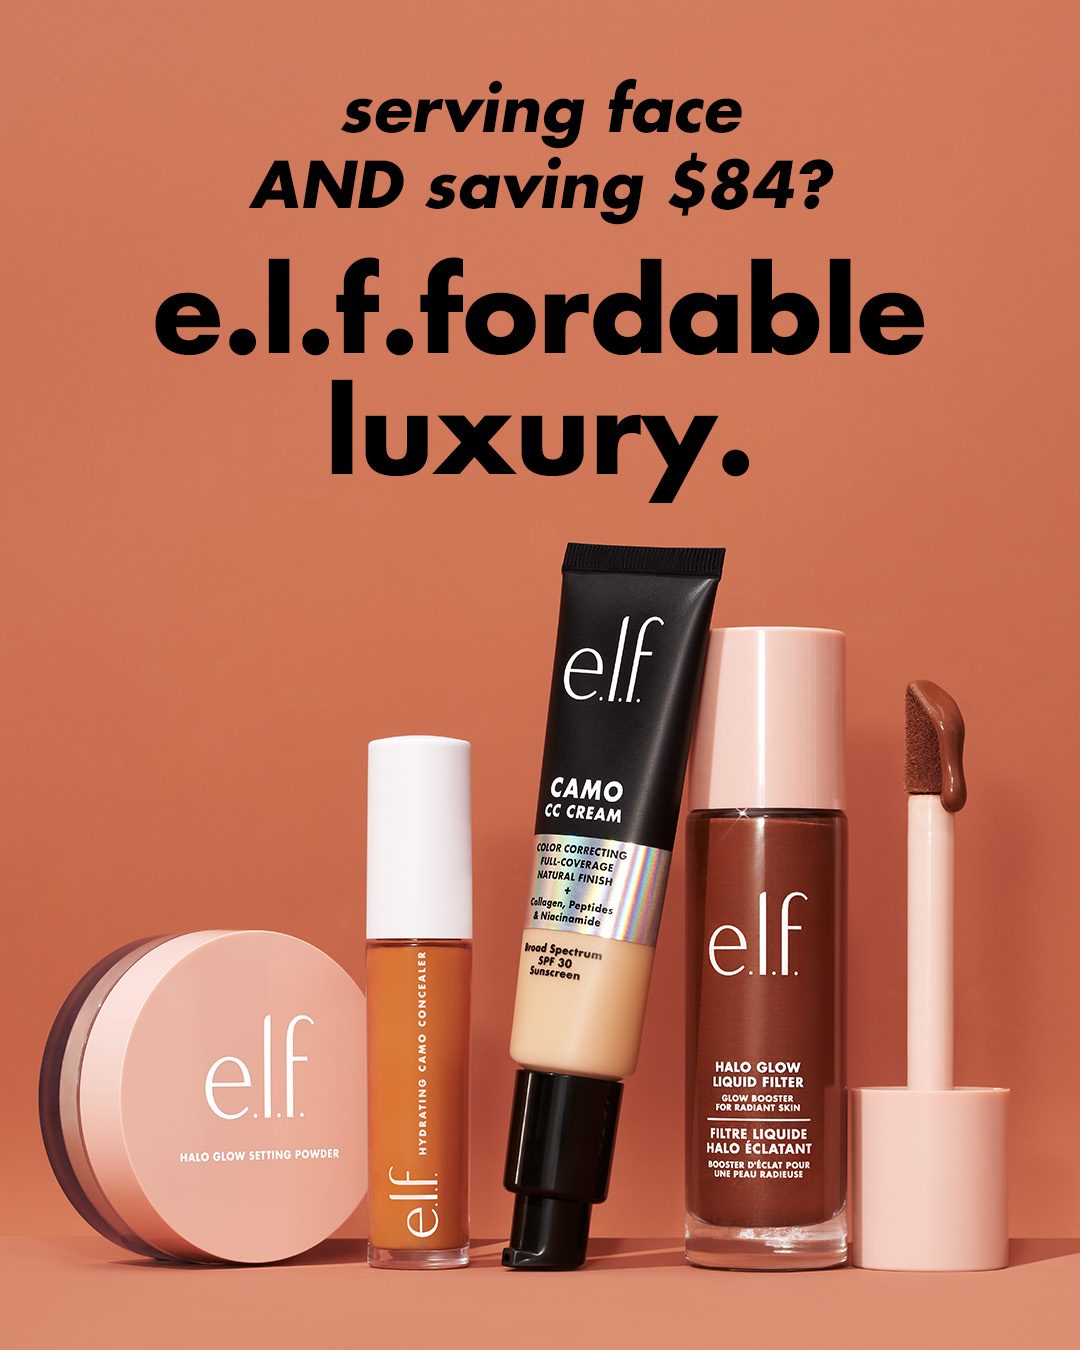 serving face
AND saving $84?
e.l.f.fordable
luxury.
e.l.f.
HALO GLOW SETTING POWDER
e.l.f.
HYDRATING CAMO CONCEALER
e.l.f.
CAMO
CC CREAM
COLOR CORRECTING
FULL-COVERAGE
NATURAL FINISH
+
Collagen, Peptides
& Niacinamide
Broad Spectrum
SPF 30
Sunscreen
e.l.f.
HALO GLOW
LIQUID FILTER
GLOW BOOSTER
FOR RADIANT SKIN
FILTRE LIQUIDE
HALO ÉCLATANT
BOOSTER D'ÉCLAT POUR
UNE PEAU RADIEUSE